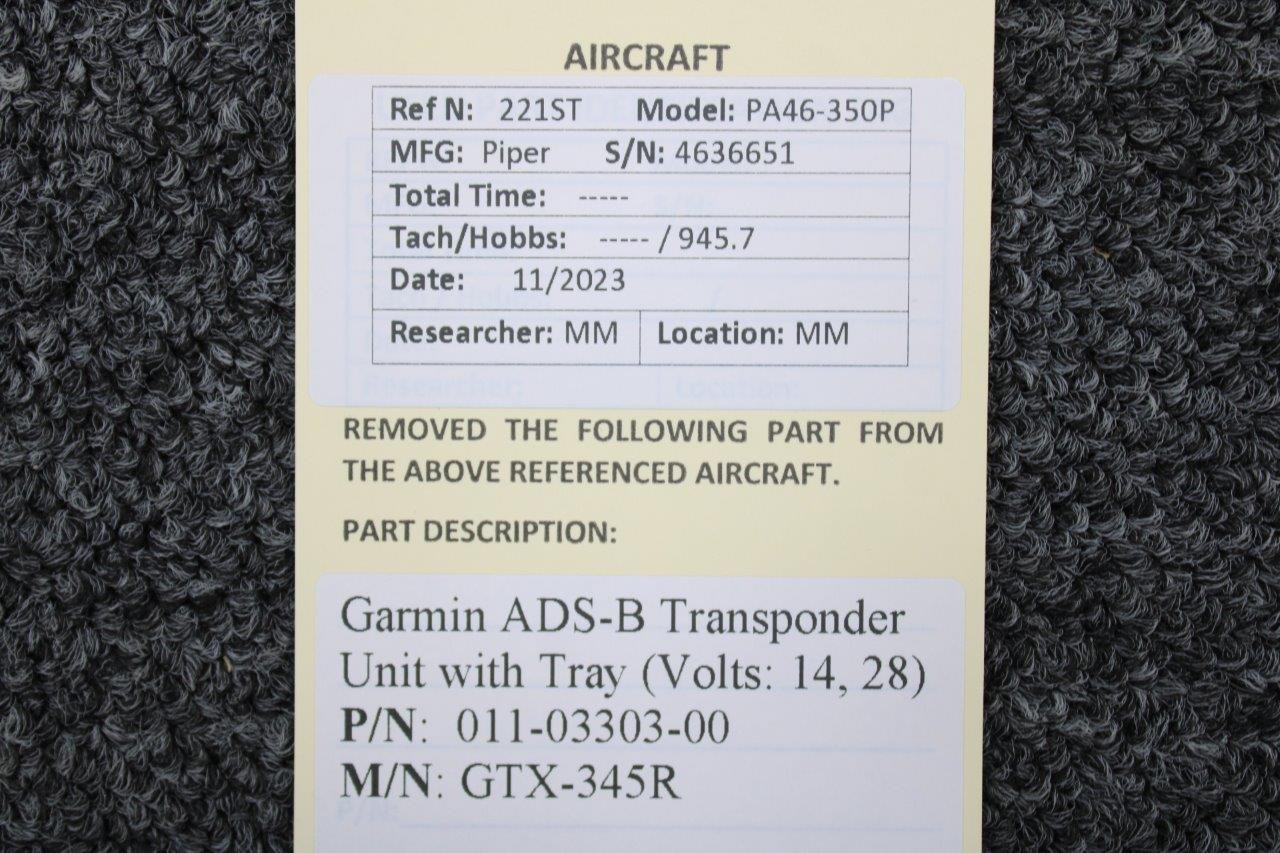 AIRCRAFT
Ref N: 221ST Model: PA46-350P
MFG: Piper S/N: 4636651
Total Time: -----
Tach/Hobbs: ----- / 945.7
Date: 11/2023
Researcher: MM Location: MM
REMOVED THE FOLLOWING PART FROM
THE ABOVE REFERENCED AIRCRAFT.
PART DESCRIPTION:
Garmin ADS-B Transponder
Unit with Tray (Volts: 14, 28)
P/N: 011-03303-00
M/N: GTX-345R
P/N: